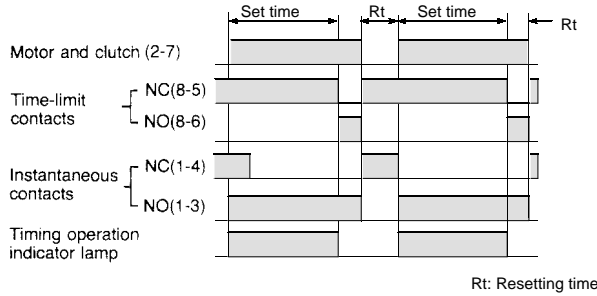 Set time Rt Set time Rt
Motor and clutch (2-7)
Time-limit
contacts
NC(8-5)
NO(8-6)
Instantaneous
contacts
NC(1-4)
NO(1-3)
Timing operation
indicator lamp
Rt: Resetting time